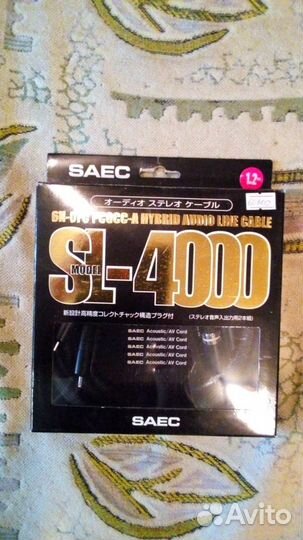 SAEC
1.2m
オーディオ ステレオ ケーブル
6N-OFC PCOCC-A HYBRID AUDIO LINE CABLE
MODEL SL-4000
新設計高精度コレクトチャック構造プラグ付
(ステレオ音声入出力用2本組)
SAEC Acoustic/AV Cord
SAEC Acoustic/AV Cord
SAEC Acoustic/AV Cord
SAEC Acoustic/AV Cord
SAEC Acoustic/AV Cord
SAEC
Avito